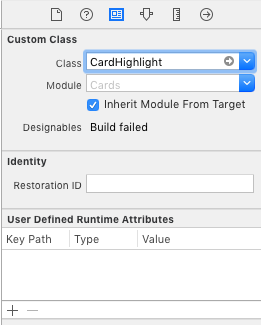 Custom Class
Class CardHighlight
Module Cards
Inherit Module From Target
Designables Build failed
Identity
Restoration ID
User Defined Runtime Attributes
Key Path Type Value